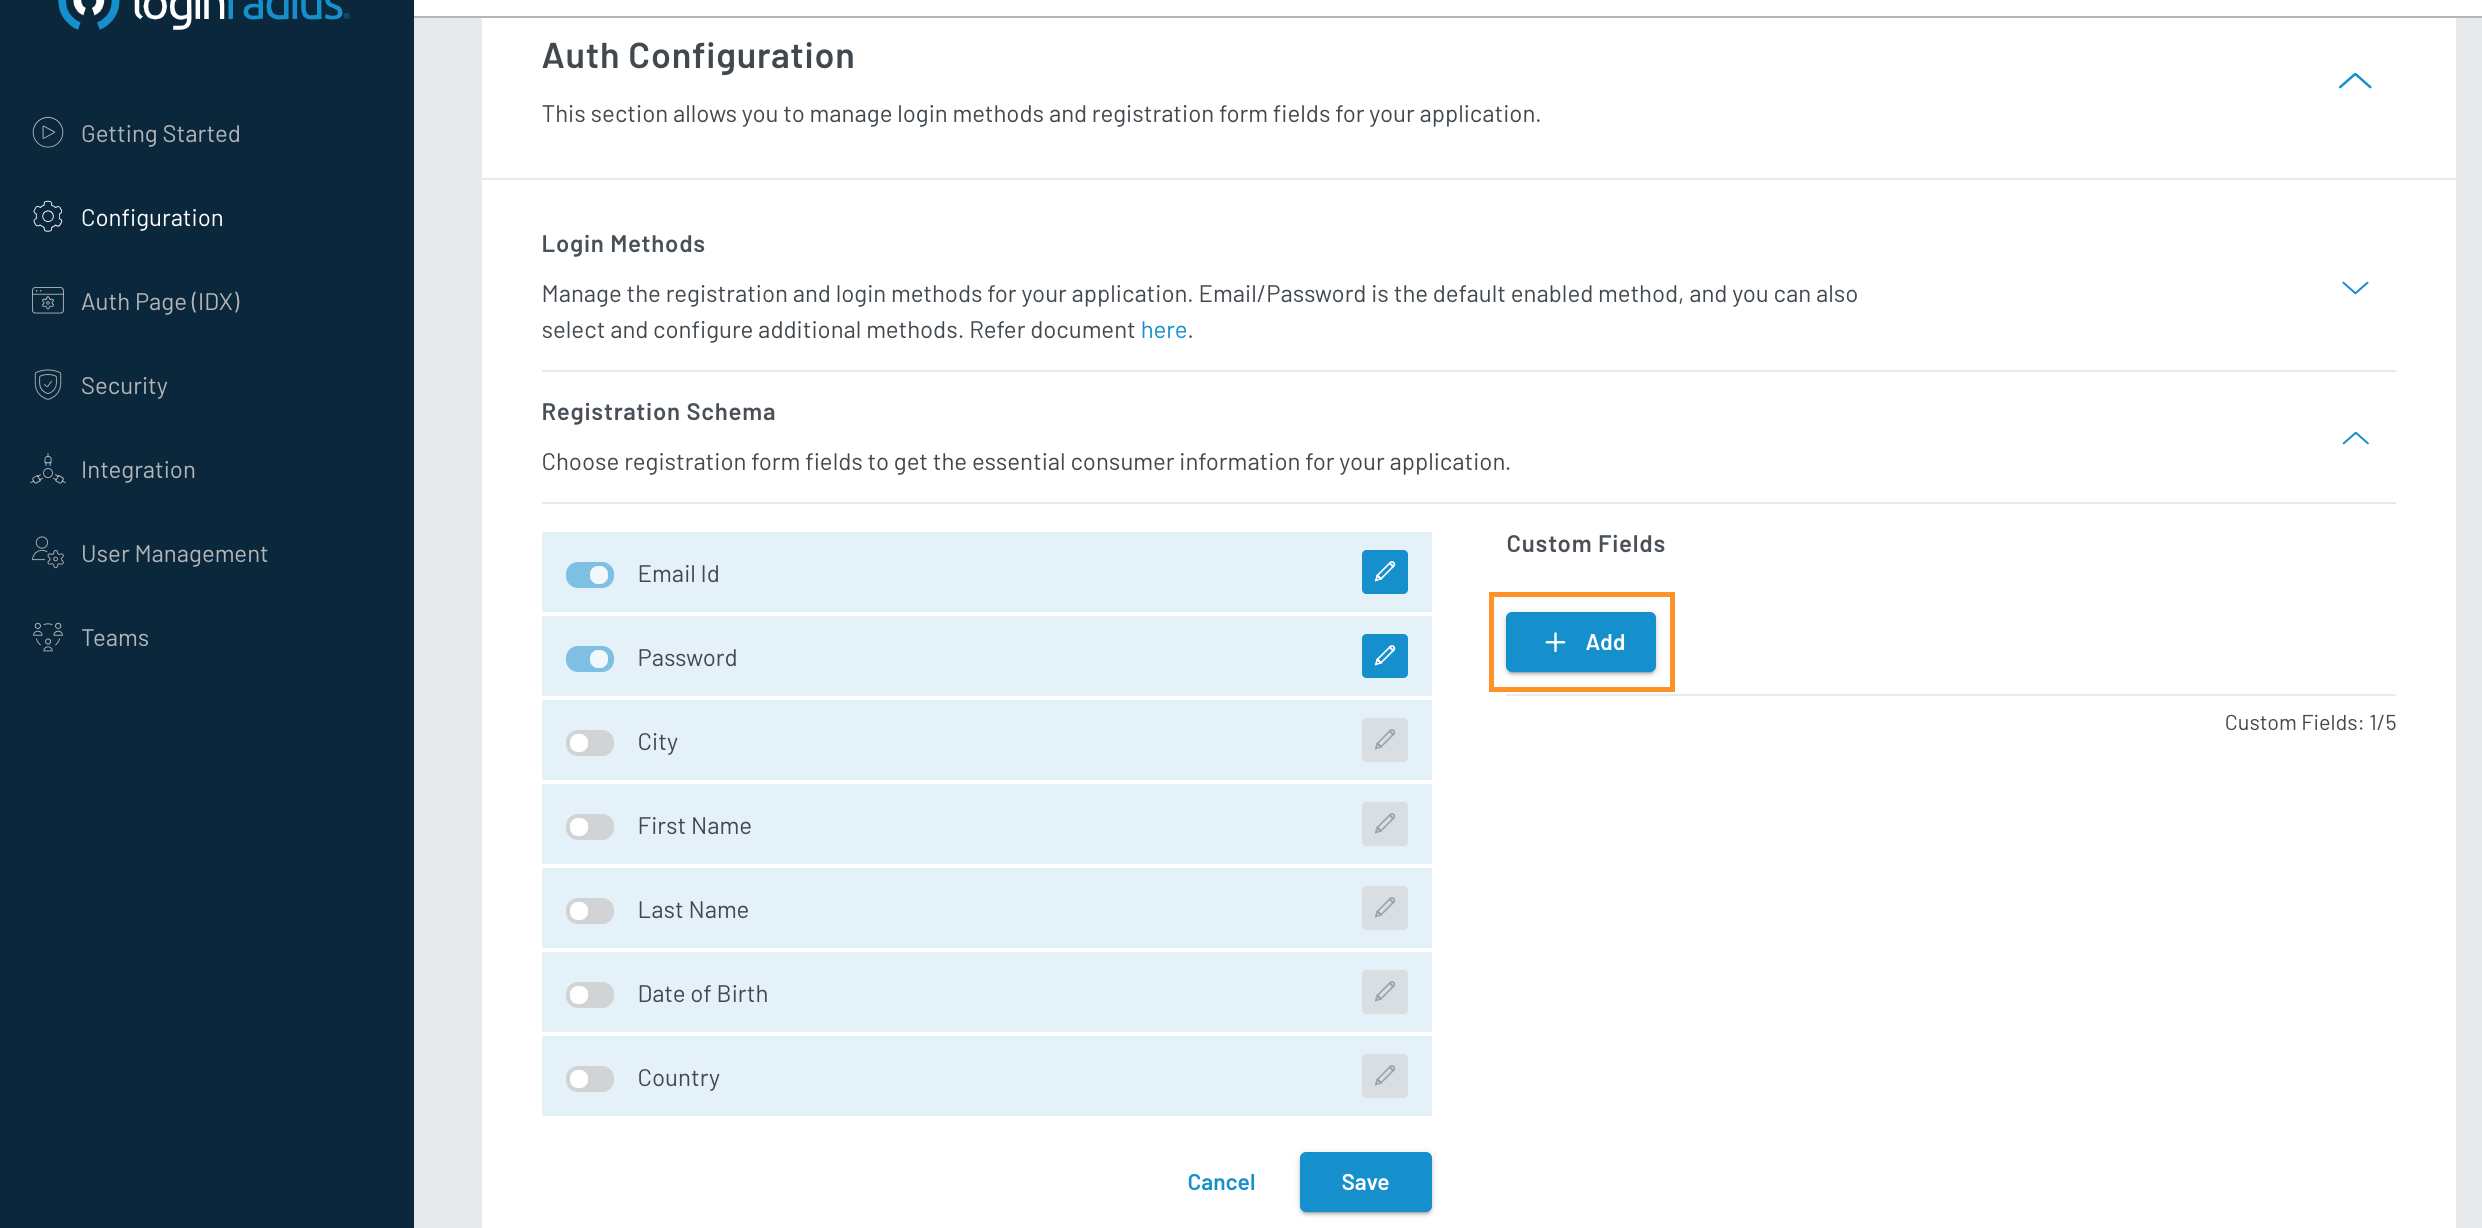 loginradius
Getting Started
Configuration
Auth Page (IDX)
Security
Integration
User Management
Teams
Auth Configuration
This section allows you to manage login methods and registration form fields for your application.
Login Methods
Manage the registration and login methods for your application. Email/Password is the default enabled method, and you can also
select and configure additional methods. Refer document here.
Registration Schema
Choose registration form fields to get the essential consumer information for your application.
Email Id
Password
City
First Name
Last Name
Date of Birth
Country
Cancel
Save
Custom Fields
+ Add
Custom Fields: 1/5